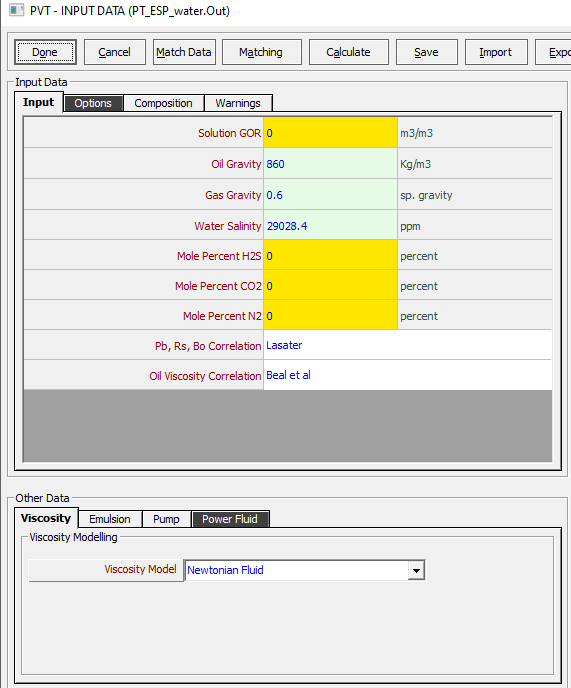 PVT - INPUT DATA (PT_ESP_water.Out)
Done Cancel Match Data Matching Calculate Save Import Expo
Input Data
Input Options Composition Warnings
Solution GOR 0 m3/m3
Oil Gravity 860 Kg/m3
Gas Gravity 0.6 sp. gravity
Water Salinity 29028.4 ppm
Mole Percent H2S 0 percent
Mole Percent CO2 0 percent
Mole Percent N2 0 percent
Pb, Rs, Bo Correlation Lasater
Oil Viscosity Correlation Beal et al
Other Data
Viscosity Emulsion Pump Power Fluid
Viscosity Modelling
Viscosity Model Newtonian Fluid